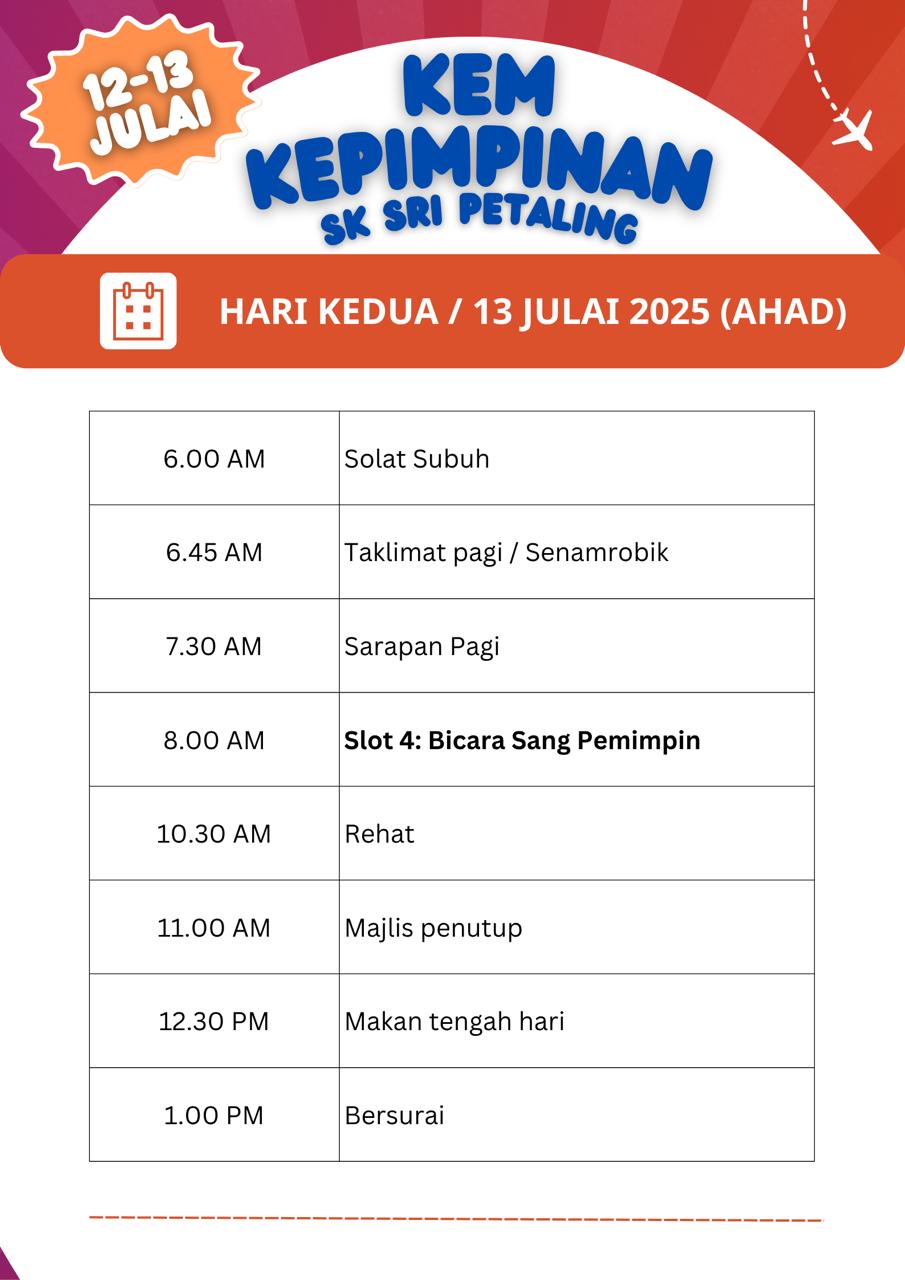 12-13
JULAI
KEM
KEPIMPINAN
SK SRI PETALING
HARI KEDUA / 13 JULAI 2025 (AHAD)
6.00 AM Solat Subuh
6.45 AM Taklimat pagi / Senamrobik
7.30 AM Sarapan Pagi
8.00 AM Slot 4: Bicara Sang Pemimpin
10.30 AM Rehat
11.00 AM Majlis penutup
12.30 PM Makan tengah hari
1.00 PM Bersurai